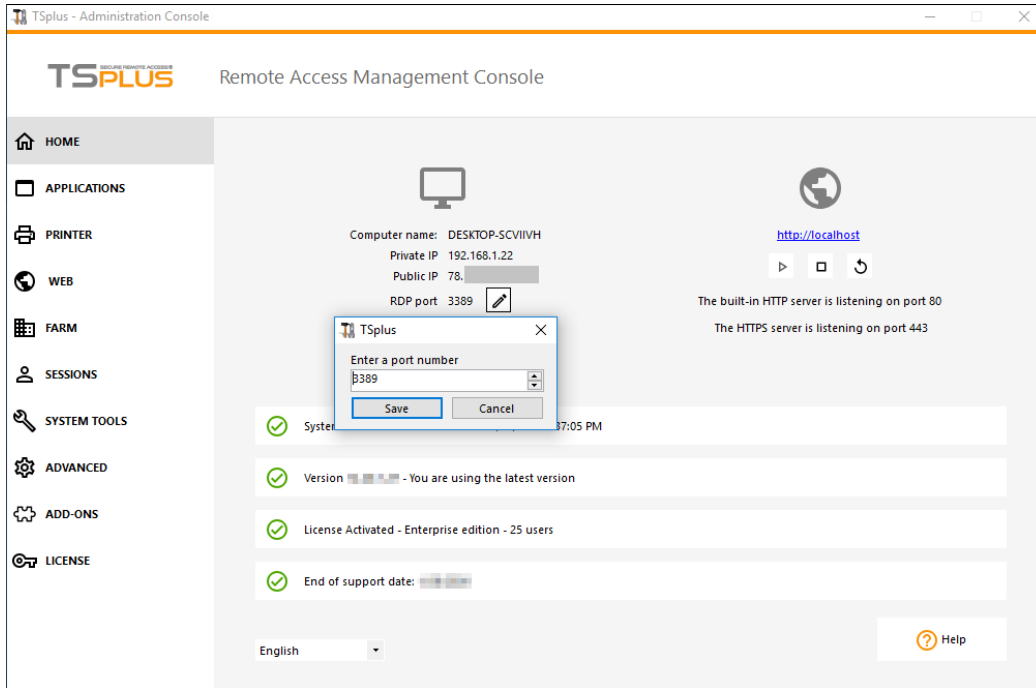 TSplus - Administration Console
SECURE REMOTE ACCESS®
TSPLUS
Remote Access Management Console
HOME
APPLICATIONS
PRINTER
WEB
FARM
SESSIONS
SYSTEM TOOLS
ADVANCED
ADD-ONS
LICENSE
Computer name: DESKTOP-SCVIIVH
Private IP 192.168.1.22
Public IP 78.
RDP port 3389
http://localhost
The built-in HTTP server is listening on port 80
The HTTPS server is listening on port 443
TSplus
Enter a port number
3389
Save
Cancel
System
37:05 PM
Version - You are using the latest version
License Activated - Enterprise edition - 25 users
End of support date:
English
Help